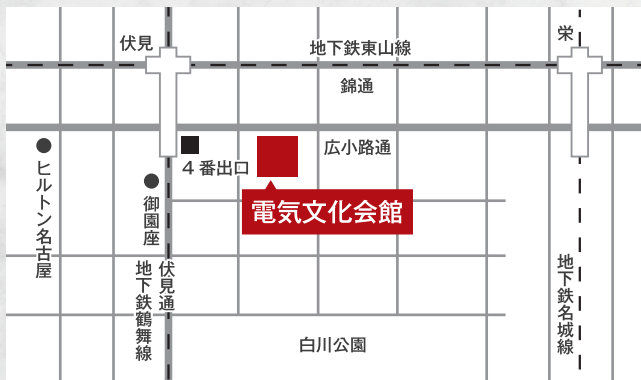 伏見
地下鉄東山線
栄
錦通
広小路通
4番出口
ヒルトン名古屋
御園座
電気文化会館
地下鉄鶴舞線
伏見通
地下鉄名城線
白川公園